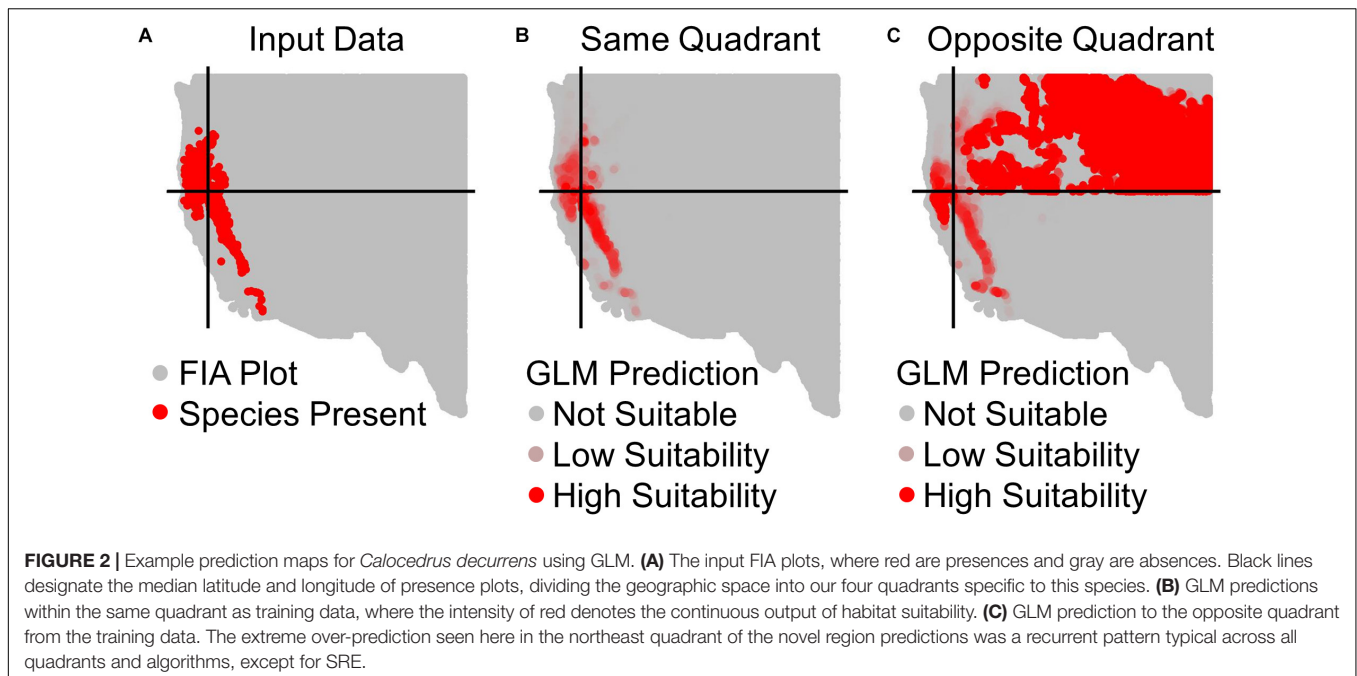 A Input Data
B Same Quadrant
C Opposite Quadrant
FIA Plot
Species Present
GLM Prediction
Not Suitable
Low Suitability
High Suitability
GLM Prediction
Not Suitable
Low Suitability
High Suitability
FIGURE 2 | Example prediction maps for Calocedrus decurrens using GLM. (A) The input FIA plots, where red are presences and gray are absences. Black lines
designate the median latitude and longitude of presence plots, dividing the geographic space into our four quadrants specific to this species. (B) GLM predictions
within the same quadrant as training data, where the intensity of red denotes the continuous output of habitat suitability. (C) GLM prediction to the opposite quadrant
from the training data. The extreme over-prediction seen here in the northeast quadrant of the novel region predictions was a recurrent pattern typical across all
quadrants and algorithms, except for SRE.